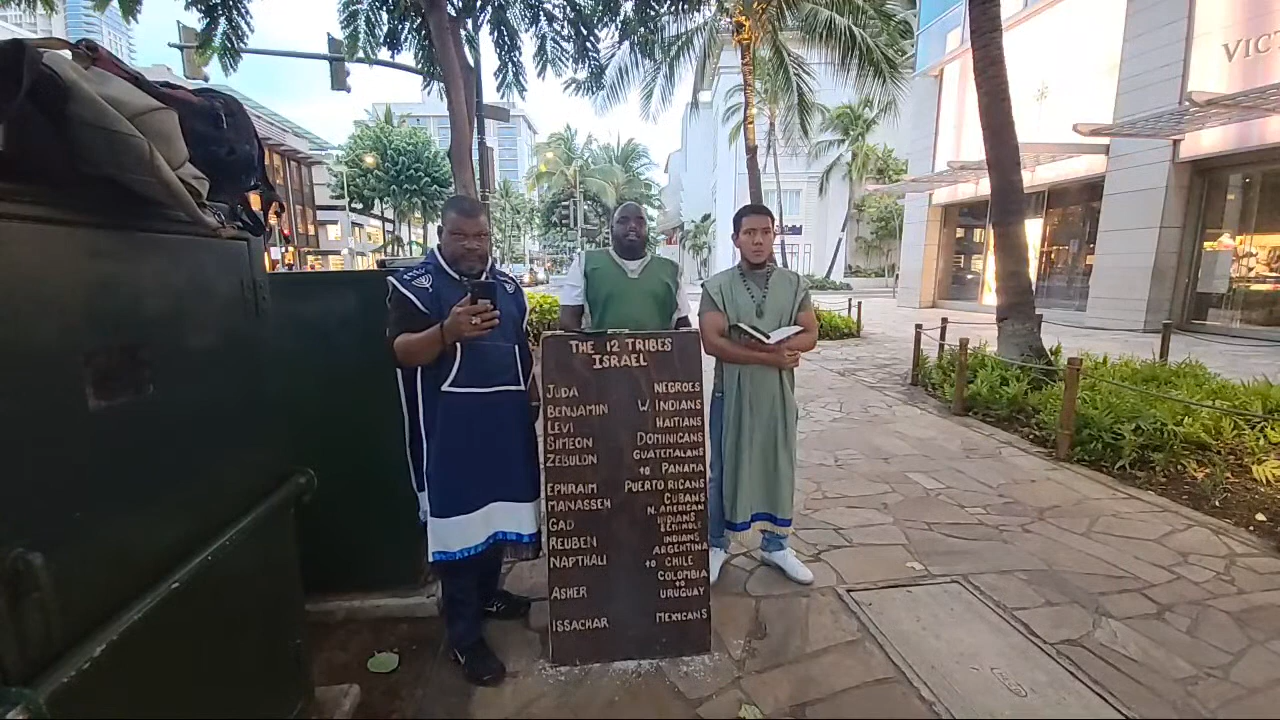 VICT
THE 12 TRIBES
ISRAEL
JUDA NEGROES
BENJAMIN W. INDIANS
LEVI HAITIANS
SIMEON DOMINICANS
ZEBULON GUATEMALANS
to PANAMA
EPHRAIM PUERTO RICANS
MANASSEH CUBANS
GAD N. AMERICAN
INDIANS
REUBEN SEMINOLE
INDIANS
NAPTHALI ARGENTINA
to CHILE
ASHER COLOMBIA
to
URUGUAY
ISSACHAR MEXICANS